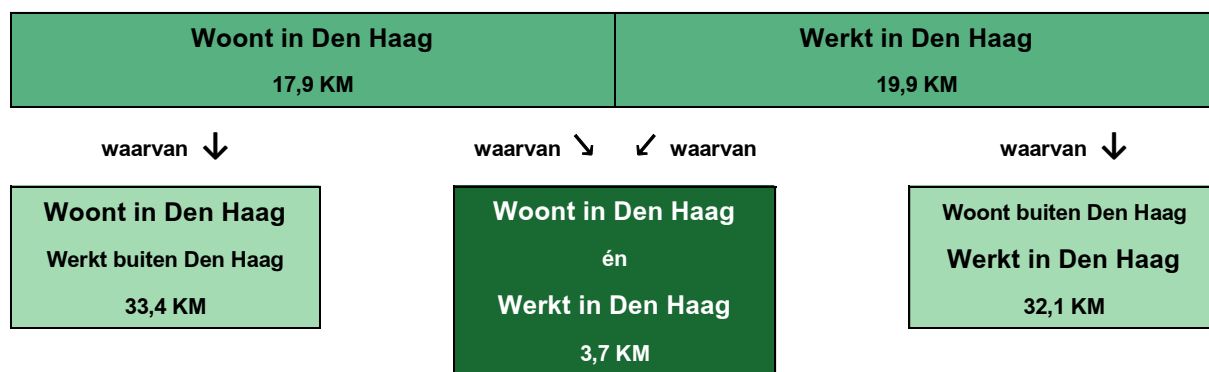 Woont in Den Haag
17,9 KM
Werkt in Den Haag
19,9 KM
waarvan ↓
waarvan ↘ ↙ waarvan
waarvan ↓
Woont in Den Haag
Werkt buiten Den Haag
33,4 KM
Woont in Den Haag
én
Werkt in Den Haag
3,7 KM
Woont buiten Den Haag
Werkt in Den Haag
32,1 KM